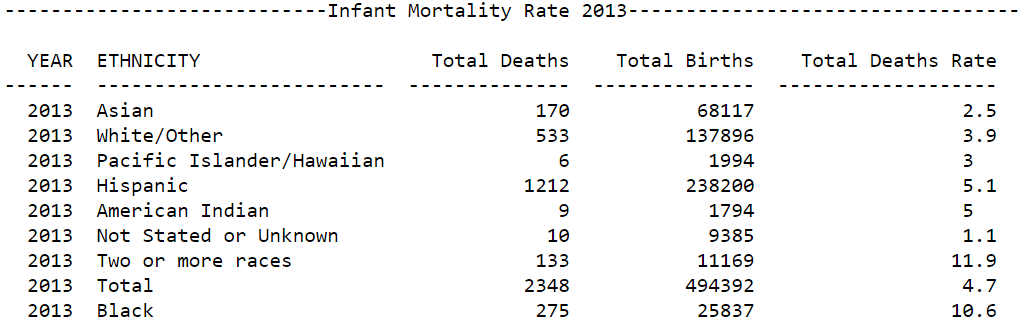 ----------------------------Infant Mortality Rate 2013----------------------------------
YEAR ETHNICITY Total Deaths Total Births Total Deaths Rate
------ ------------------------- -------------- -------------- -------------------
2013 Asian 170 68117 2.5
2013 White/Other 533 137896 3.9
2013 Pacific Islander/Hawaiian 6 1994 3
2013 Hispanic 1212 238200 5.1
2013 American Indian 9 1794 5
2013 Not Stated or Unknown 10 9385 1.1
2013 Two or more races 133 11169 11.9
2013 Total 2348 494392 4.7
2013 Black 275 25837 10.6